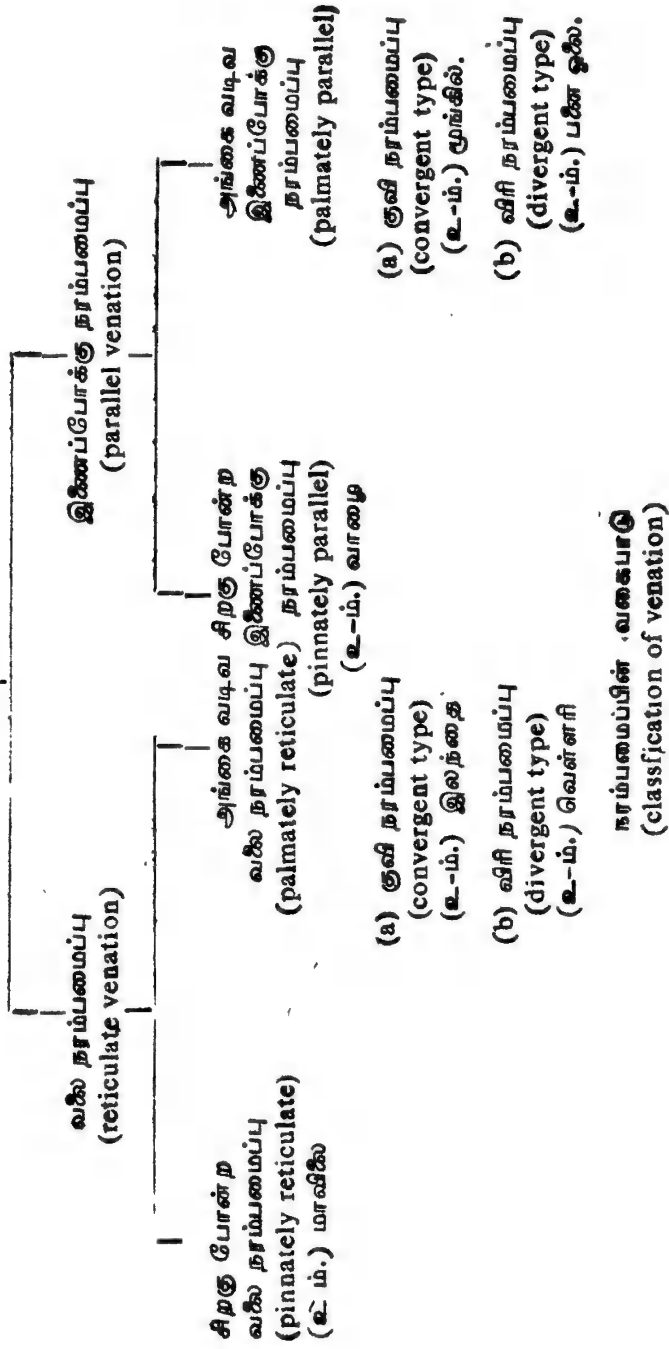 வலை நரம்பமைப்பு
(reticulate venation)
இணைப்போக்கு நரம்பமைப்பு
(parallel venation)
சிறகு போன்ற
வலை நரம்பமைப்பு
(pinnately reticulate)
(உ ம்.) மாவிலை
அங்கை வடிவ
வலை நரம்பமைப்பு
(palmately reticulate)
(a) குவி நரம்பமைப்பு
(convergent type)
(உ-ம்.) இலந்தை
(b) விரி நரம்பமைப்பு
(divergent type)
(உ-ம்.) வெள்ளரி
சிறகு போன்ற
இணைப்போக்கு
நரம்பமைப்பு
(pinnately parallel)
(உ-ம்.) வாழை
அங்கை வடிவ
இணைப்போக்கு
நரம்பமைப்பு
(palmately parallel)
(a) குவி நரம்பமைப்பு
(convergent type)
(உ-ம்.) மூங்கில்.
(b) விரி நரம்பமைப்பு
(divergent type)
(உ-ம்.) பனை ஓலை.
நரம்பமைப்பின் வகைபாடு
(classfication of venation)